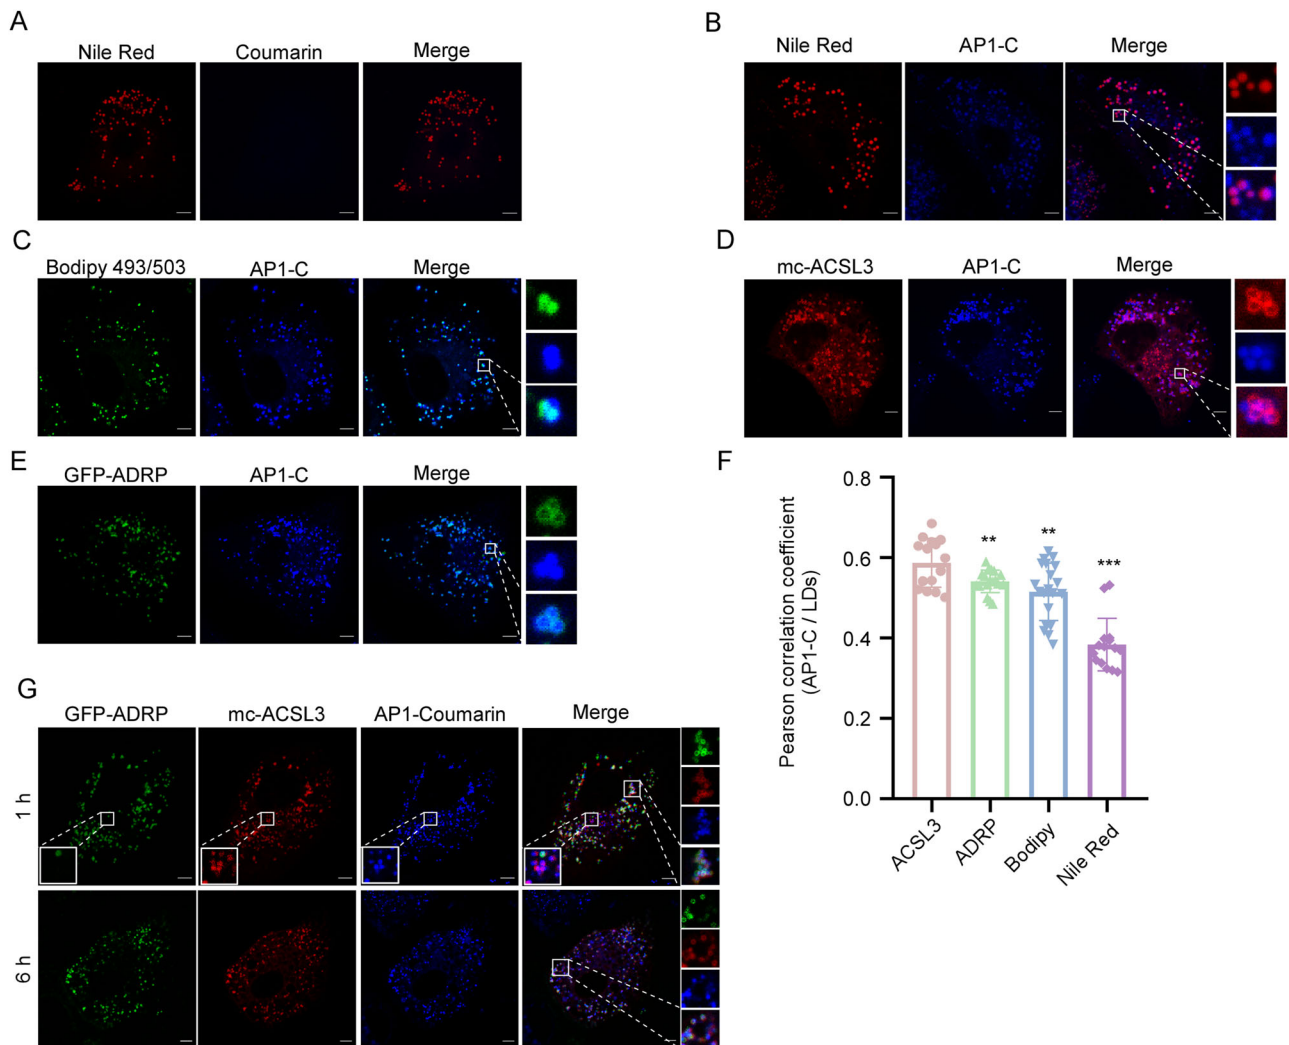 A
Nile Red Coumarin Merge
B
Nile Red AP1-C Merge
C
Bodipy 493/503 AP1-C Merge
D
mc-ACSL3 AP1-C Merge
E
GFP-ADRP AP1-C Merge
F
Pearson correlation coefficient
(AP1-C / LDs)
0.8
0.6
0.4
0.2
0.0
**
**
***
ACSL3
ADRP
Bodipy
Nile Red
G
GFP-ADRP mc-ACSL3 AP1-Coumarin Merge
1 h
6 h